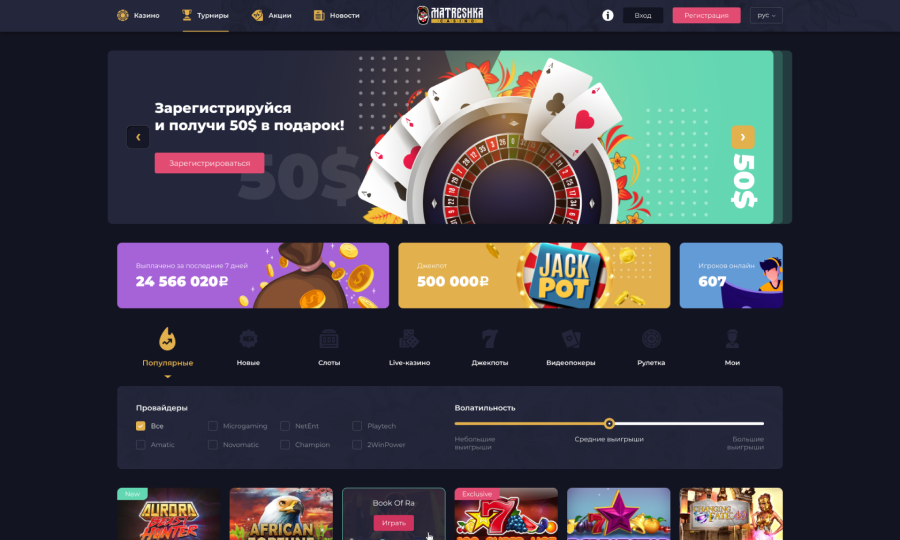 Казино
Турниры
Акции
Новости
MATRESHKA
CASINO
Вход
Регистрация
рус
Зарегистрируйся
и получи 50$ в подарок!
Зарегистрироваться
50$
50$
Выплачено за последние 7 дней
24 566 020₽
Джекпот
500 000₽
JACK
POT
Игроков онлайн
607
Популярные
Новые
Слоты
Live-казино
Джекпоты
Видеопокеры
Рулетка
Мои
Провайдеры
Все
Microgaming
NetEnt
Playtech
Amatic
Novomatic
Champion
2WinPower
Волатильность
Небольшие
выигрыши
Средние выигрыши
Большие
выигрыши
New
AURORA
BEAST
HUNTER
AFRICAN
FORTUNE
Book Of Ra
Играть
Exclusive
CHANGING
FATE 40